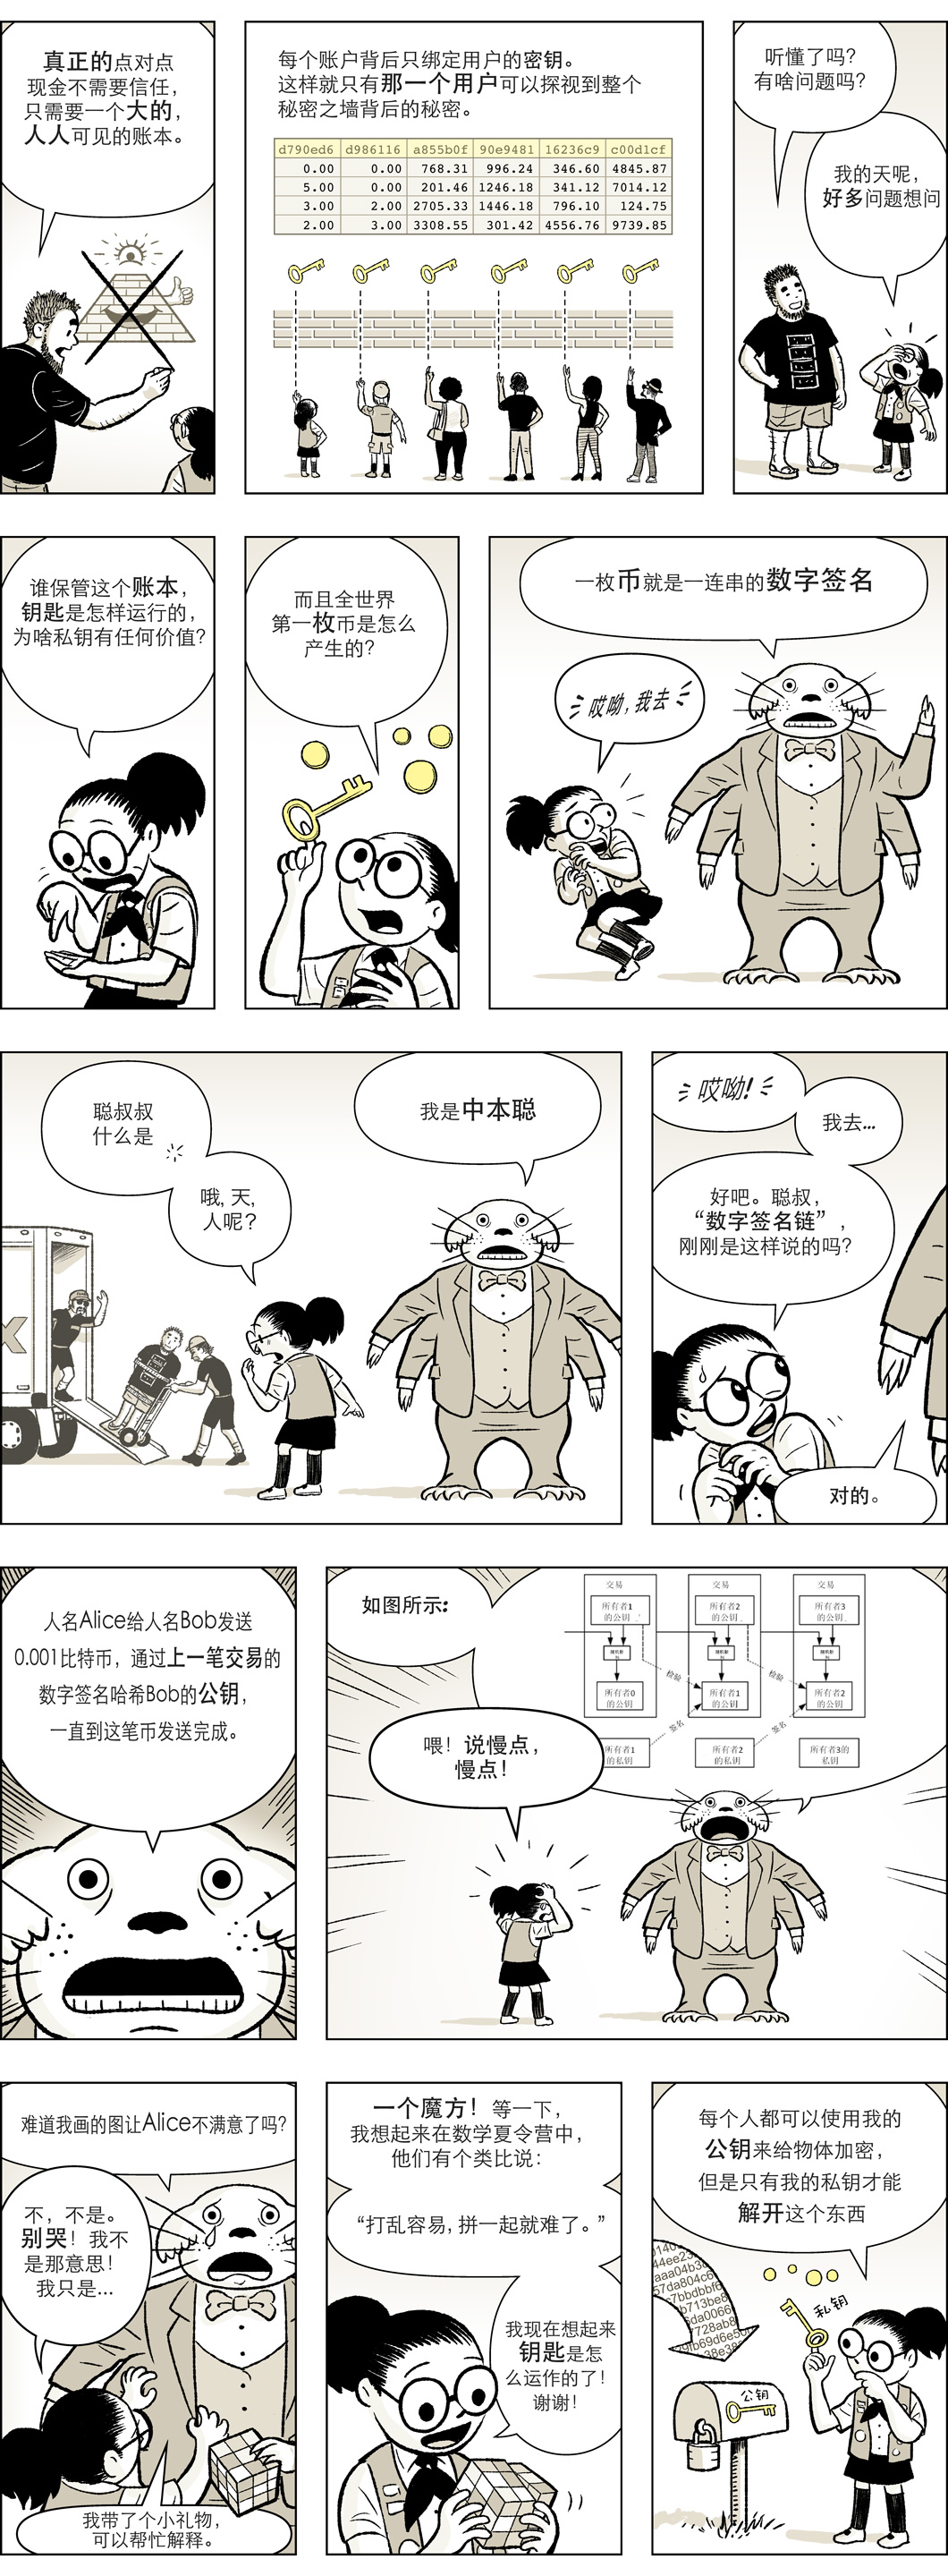 真正的点对点
现金不需要信任，
只需要一个大的，
人人可见的账本。
每个账户背后只绑定用户的密钥。
这样就只有那一个用户可以探视到整个
秘密之墙背后的秘密。
d790ed6 d986116 a855b0f 90e9481 16236c9 c00d1cf
0.00 0.00 768.31 996.24 346.60 4845.87
5.00 0.00 201.46 1246.18 341.12 7014.12
3.00 2.00 2705.33 1446.18 796.10 124.75
2.00 3.00 3308.55 301.42 4556.76 9739.85
听懂了吗？
有啥问题吗？
我的天呢，
好多问题想问
谁保管这个账本，
钥匙是怎样运行的，
为啥私钥有任何价值？
而且全世界
第一枚币是怎么
产生的？
一枚币就是一连串的数字签名
哎呦，我去
聪叔叔
什么是
哦，天，
人呢？
我是中本聪
哎呦！
我去...
好吧。聪叔，
“数字签名链”，
刚刚是这样说的吗？
对的。
人名Alice给人名Bob发送
0.001比特币，通过上一笔交易的
数字签名哈希Bob的公钥，
一直到这笔币发送完成。
如图所示：
交易 交易 交易
所有者1
的公钥
所有者2
的公钥
所有者3
的公钥
检验 检验
所有者0
的公钥
所有者1
的公钥
所有者2
的公钥
签名 签名
所有者1
的私钥
所有者2
的私钥
所有者3的
私钥
喂！说慢点，
慢点！
难道我画的图让Alice不满意了吗？
不，不是。
别哭！我不
是那意思！
我只是...
我带了个小礼物，
可以帮忙解释。
一个魔方！等一下，
我想起来在数学夏令营中，
他们有个类比说：
“打乱容易，拼一起就难了。”
我现在想起来
钥匙是怎
么运作的了！
谢谢！
每个人都可以使用我的
公钥来给物体加密，
但是只有我的私钥才能
解开这个东西
私钥
公钥